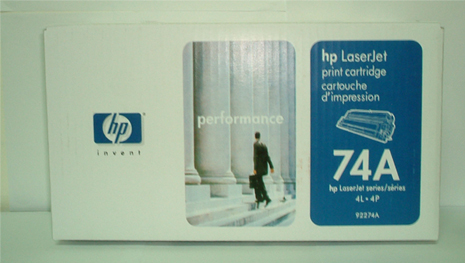 hp
invent
performance
hp LaserJet
print cartridge
cartouche
d'impression
74A
hp LaserJet series/séries
4L • 4P
92274A